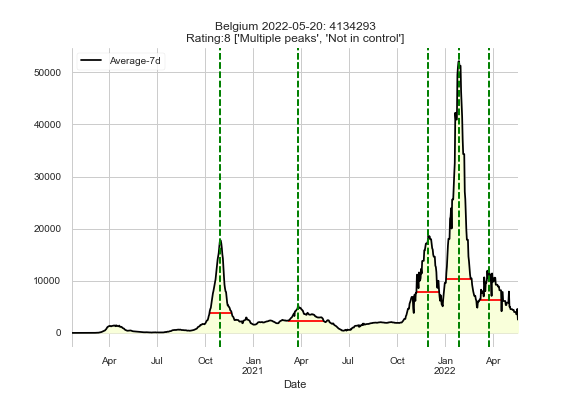 Belgium 2022-05-20: 4134293
Rating:8 ['Multiple peaks', 'Not in control']
Average-7d
50000
40000
30000
20000
10000
0
Apr Jul Oct Jan Apr Jul Oct Jan Apr
2021 2022
Date